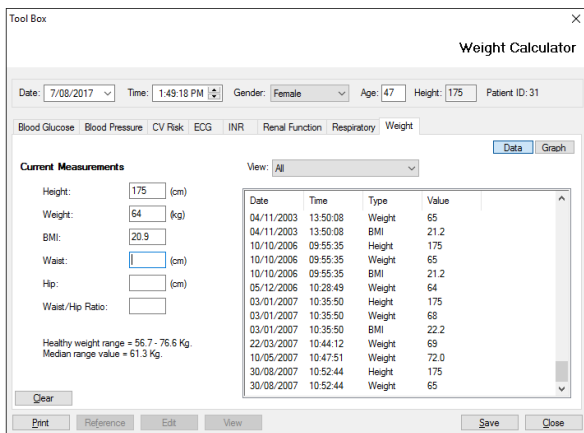 Tool Box
Weight Calculator
Date: 7/08/2017 Time: 1:49:18 PM Gender: Female Age: 47 Height: 175 Patient ID: 31
Blood Glucose Blood Pressure CV Risk ECG INR Renal Function Respiratory Weight
Data Graph
Current Measurements
View: All
Height: 175 (cm)
Weight: 64 (kg)
BMI: 20.9
Waist: (cm)
Hip: (cm)
Waist/Hip Ratio:
Healthy weight range = 56.7 - 76.6 Kg.
Median range value = 61.3 Kg.
Date Time Type Value
04/11/2003 13:50:08 Weight 65
04/11/2003 13:50:08 BMI 21.2
10/10/2006 09:55:35 Height 175
10/10/2006 09:55:35 Weight 65
10/10/2006 09:55:35 BMI 21.2
05/12/2006 10:28:49 Weight 64
03/01/2007 10:35:50 Height 175
03/01/2007 10:35:50 Weight 68
03/01/2007 10:35:50 BMI 22.2
22/03/2007 10:44:12 Weight 69
10/05/2007 10:47:51 Weight 72.0
30/08/2007 10:52:44 Height 175
30/08/2007 10:52:44 Weight 65
Clear
Print Reference Edit View Save Close